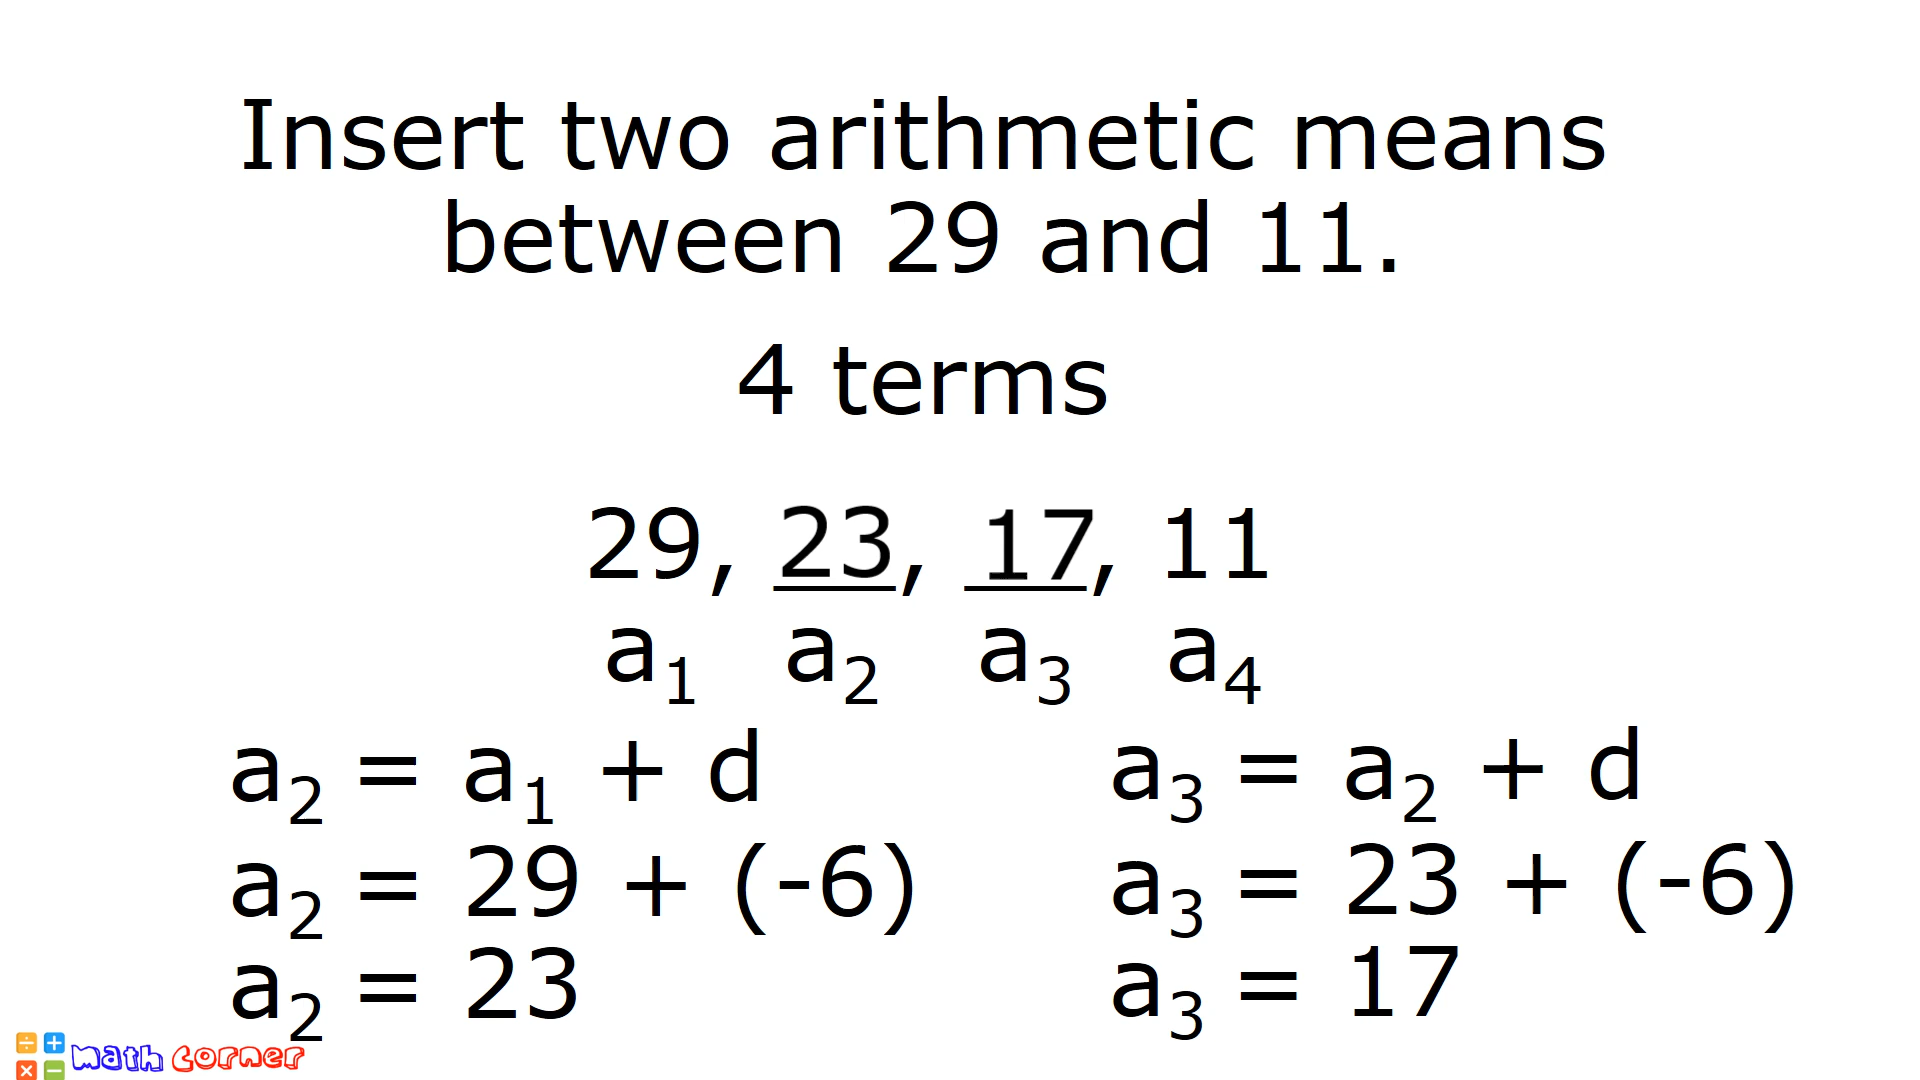 Insert two arithmetic means
between 29 and 11.
4 terms
29, 23, 17, 11
a₁ a₂ a₃ a₄
a₂ = a₁ + d
a₂ = 29 + (-6)
a₂ = 23
a₃ = a₂ + d
a₃ = 23 + (-6)
a₃ = 17
÷ +
× −
Math Corner